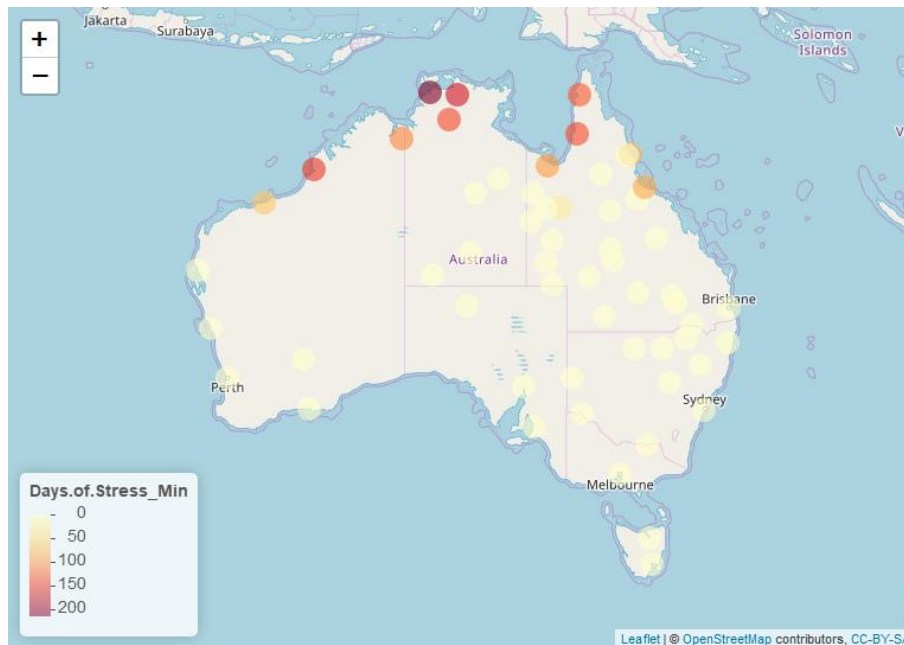 Jakarta
Surabaya
Solomon
Islands
+
−
Australia
Brisbane
Perth
Sydney
Melbourne
Days.of.Stress_Min
0
50
100
150
200
Leaflet | © OpenStreetMap contributors, CC-BY-SA